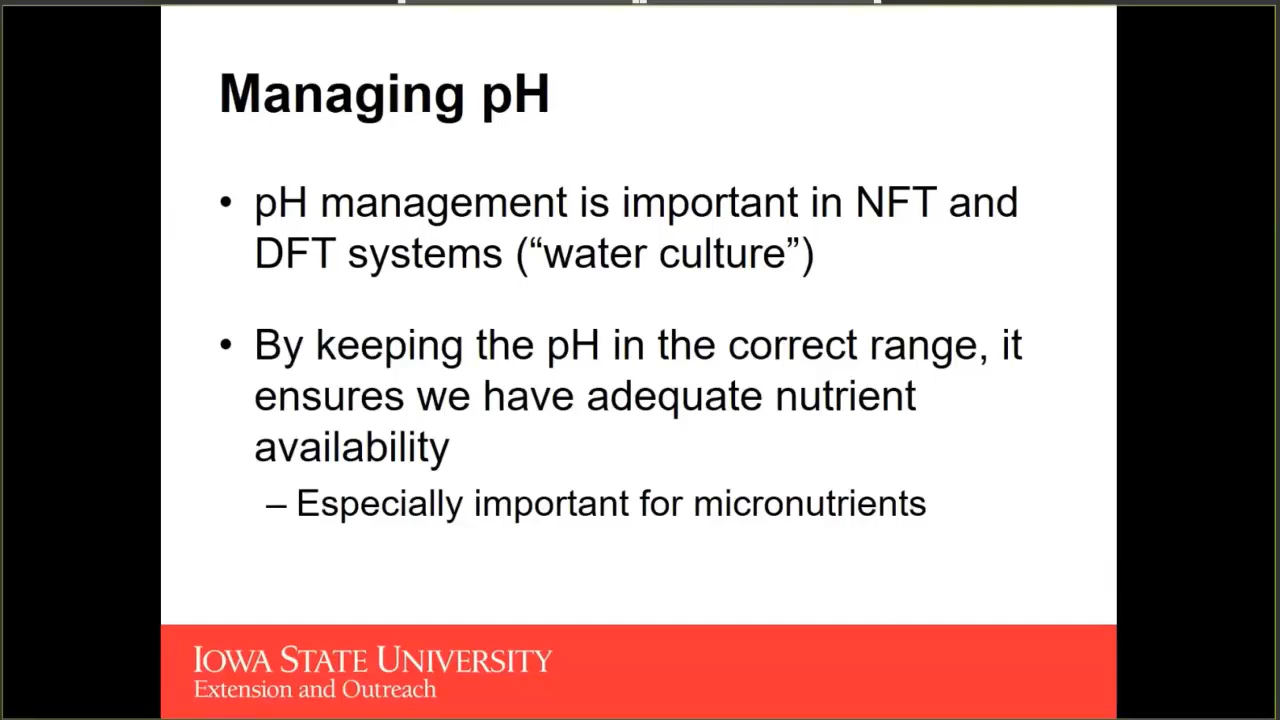 Managing pH
• pH management is important in NFT and
DFT systems (“water culture”)
• By keeping the pH in the correct range, it
ensures we have adequate nutrient
availability
– Especially important for micronutrients
IOWA STATE UNIVERSITY
Extension and Outreach